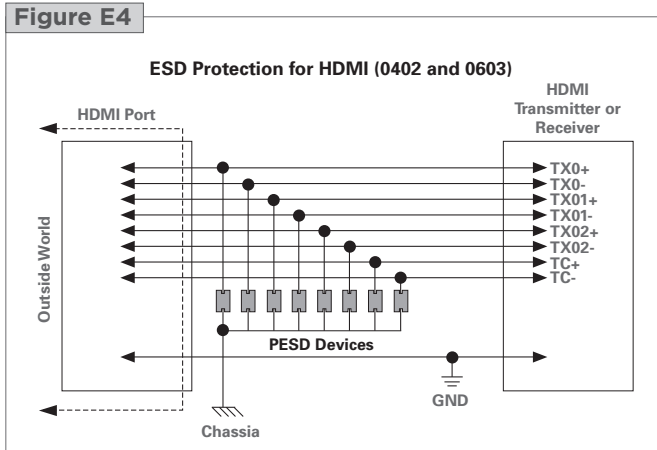 Figure E4
ESD Protection for HDMI (0402 and 0603)
HDMI Port
HDMI
Transmitter or
Receiver
Outside World
TX0+
TX0-
TX01+
TX01-
TX02+
TX02-
TC+
TC-
PESD Devices
GND
Chassia